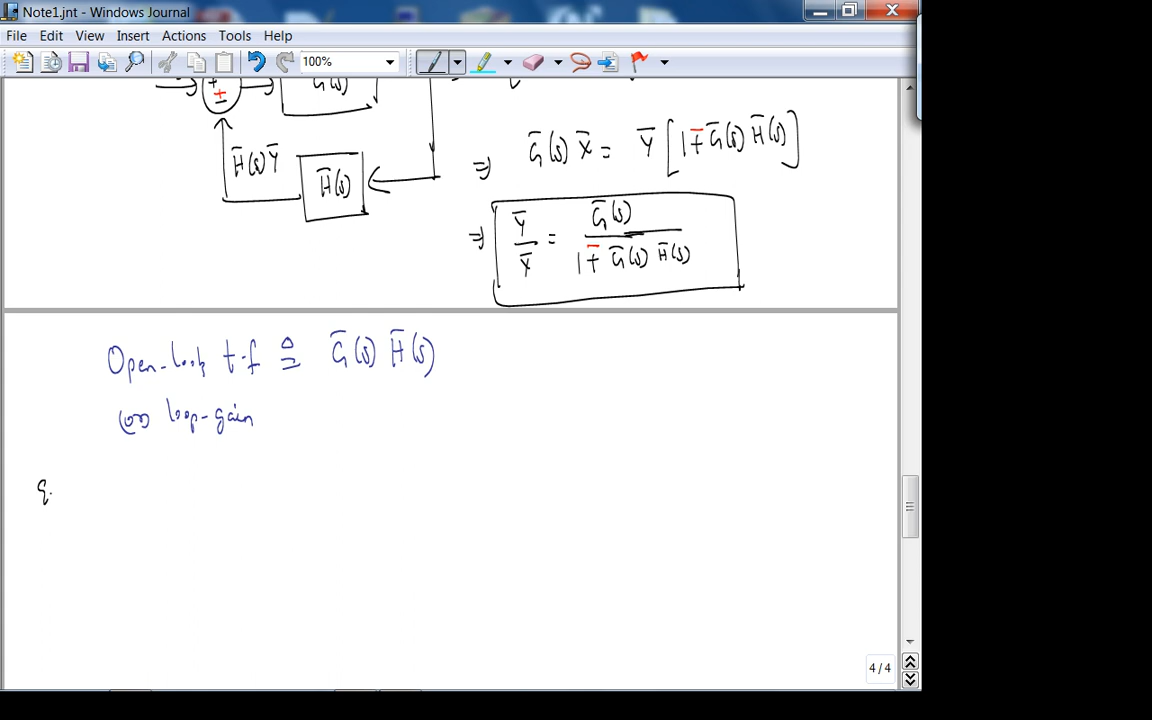 Note1.jnt - Windows Journal
File Edit View Insert Actions Tools Help
100%
+
±
G̅(s)
H̅(s)Y̅
H̅(s)
⇒ G̅(s) X̅ = Y̅ [1 ∓ G̅(s) H̅(s)]
⇒ Y̅/X̅ = G̅(s) / 1 ∓ G̅(s) H̅(s)
Open-loop t.f ≜ G̅(s) H̅(s)
(or) loop-gain
4 / 4